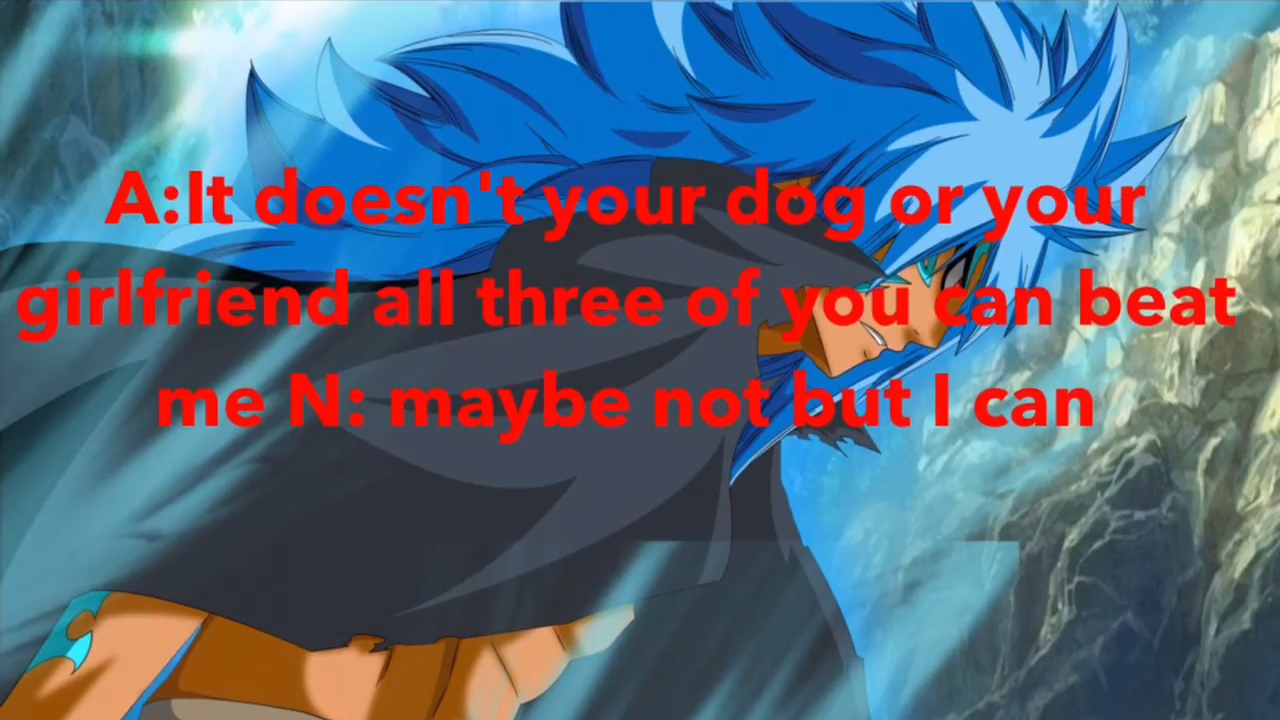 A:It doesn't your dog or your
girlfriend all three of you can beat
me N: maybe not but I can